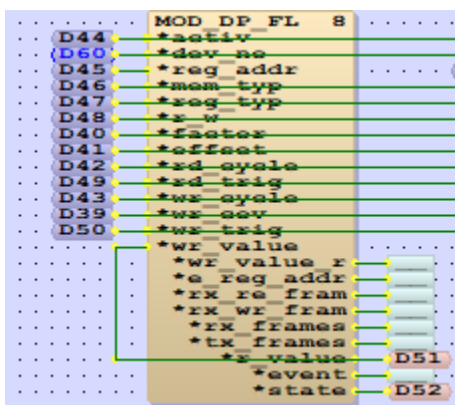 MOD_DP_FL 8
D44 *activ
D60 *dev_no
D45 *reg_addr
D46 *mem_typ
D47 *reg_typ
D48 *r_w
D40 *factor
D41 *offset
D42 *rd_cycle
D49 *rd_trig
D43 *wr_cycle
D39 *wr_cov
D50 *wr_trig
*wr_value
*wr_value_r
*e_reg_addr
*rx_re_fram
*rx_wr_fram
*rx_frames
*tx_frames
*r_value D51
*event
*state D52